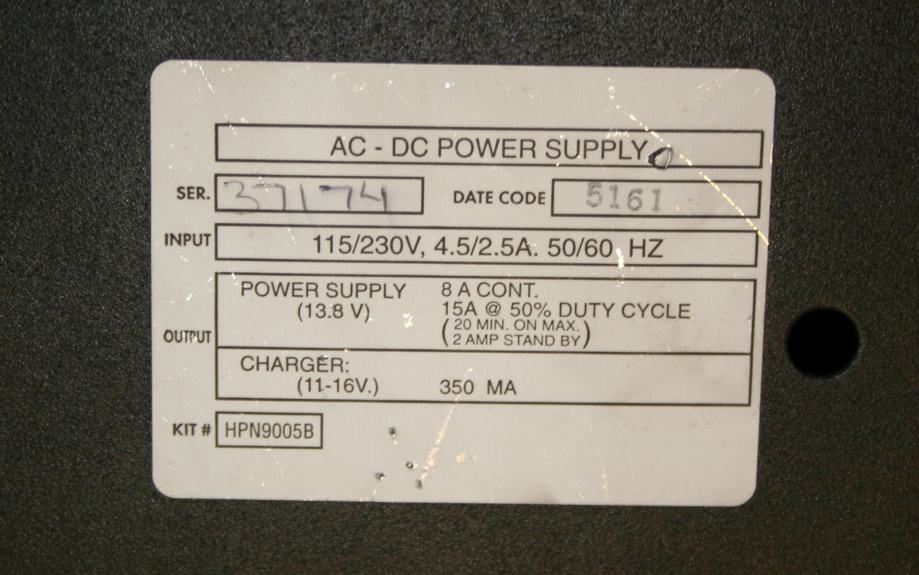 AC - DC POWER SUPPLY
SER. 37174 DATE CODE 5161
INPUT 115/230V, 4.5/2.5A. 50/60 HZ
OUTPUT
POWER SUPPLY 8 A CONT.
(13.8 V) 15A @ 50% DUTY CYCLE
(20 MIN. ON MAX.
2 AMP STAND BY)
CHARGER:
(11-16V.) 350 MA
KIT # HPN9005B